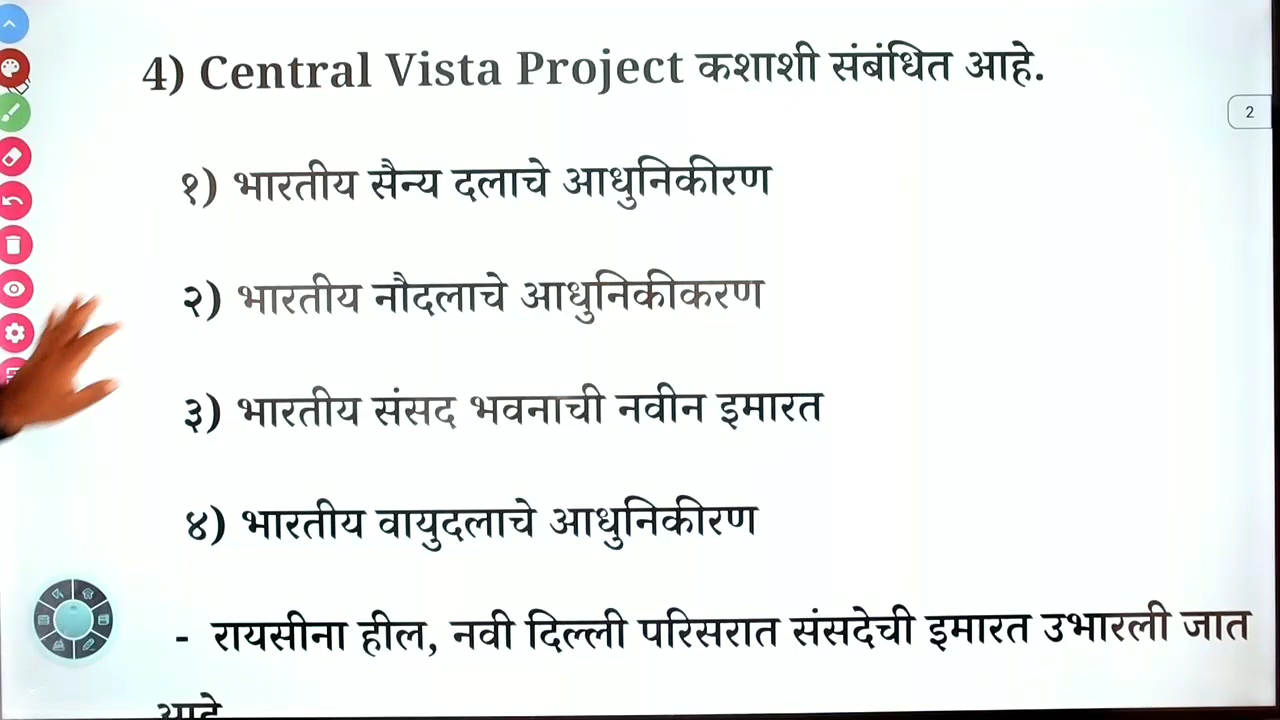 4) Central Vista Project कशाशी संबंधित आहे.
2
१) भारतीय सैन्य दलाचे आधुनिकीरण
२) भारतीय नौदलाचे आधुनिकीकरण
३) भारतीय संसद भवनाची नवीन इमारत
४) भारतीय वायुदलाचे आधुनिकीरण
- रायसीना हील, नवी दिल्ली परिसरात संसदेची इमारत उभारली जात
आहे